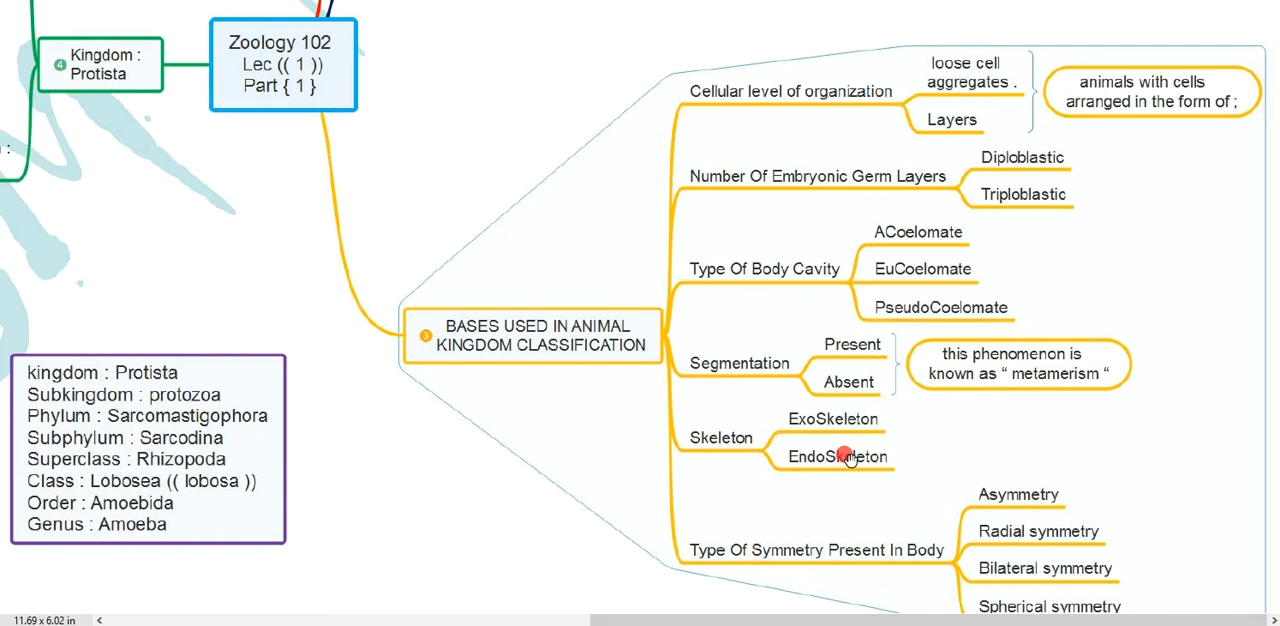 Kingdom :
Protista
Zoology 102
Lec (( 1 ))
Part { 1 }
Cellular level of organization
loose cell
aggregates .
Layers
animals with cells
arranged in the form of ;
Number Of Embryonic Germ Layers
Diploblastic
Triploblastic
Type Of Body Cavity
ACoelomate
EuCoelomate
PseudoCoelomate
3
BASES USED IN ANIMAL
KINGDOM CLASSIFICATION
Segmentation
Present
Absent
this phenomenon is
known as “ metamerism “
Skeleton
ExoSkeleton
EndoSkeleton
Type Of Symmetry Present In Body
Asymmetry
Radial symmetry
Bilateral symmetry
Spherical symmetry
kingdom : Protista
Subkingdom : protozoa
Phylum : Sarcomastigophora
Subphylum : Sarcodina
Superclass : Rhizopoda
Class : Lobosea (( lobosa ))
Order : Amoebida
Genus : Amoeba
11.69 x 6.02 in